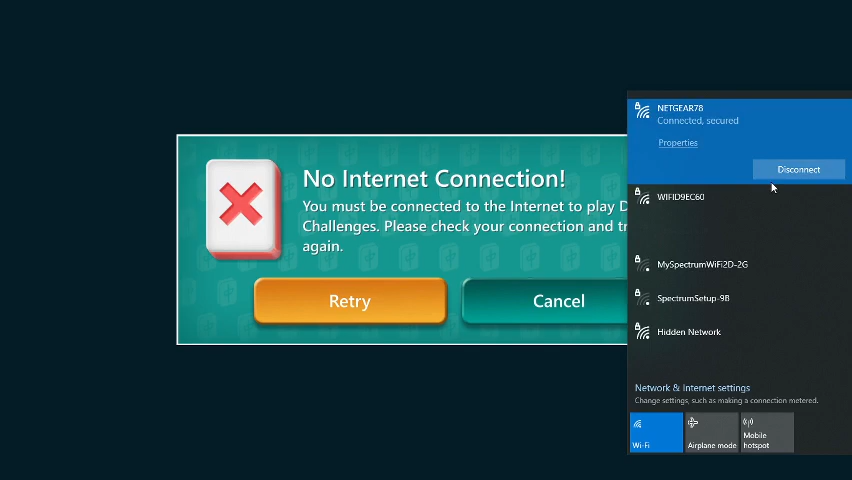 No Internet Connection!
You must be connected to the Internet to play
Challenges. Please check your connection and
again.
Retry
Cancel
NETGEAR78
Connected, secured
Properties
Disconnect
WIFID9EC60
MySpectrumWiFi2D-2G
SpectrumSetup-9B
Hidden Network
Network & Internet settings
Change settings, such as making a connection metered.
Wi-Fi
Airplane mode
Mobile
hotspot